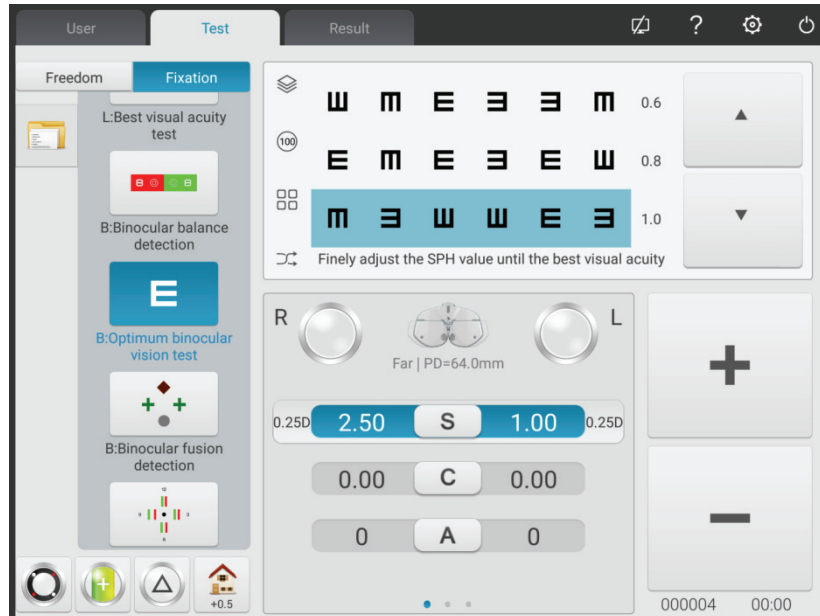 User
Test
Result
?
Freedom
Fixation
L:Best visual acuity
test
B:Binocular balance
detection
E
B:Optimum binocular
vision test
B:Binocular fusion
detection
+0.5
100
E E 0.6
E E E 0.8
E 1.0
Finely adjust the SPH value until the best visual acuity
R
L
Far | PD=64.0mm
0.25D 2.50 S 1.00 0.25D
0.00 C 0.00
0 A 0
+
−
000004 00:00